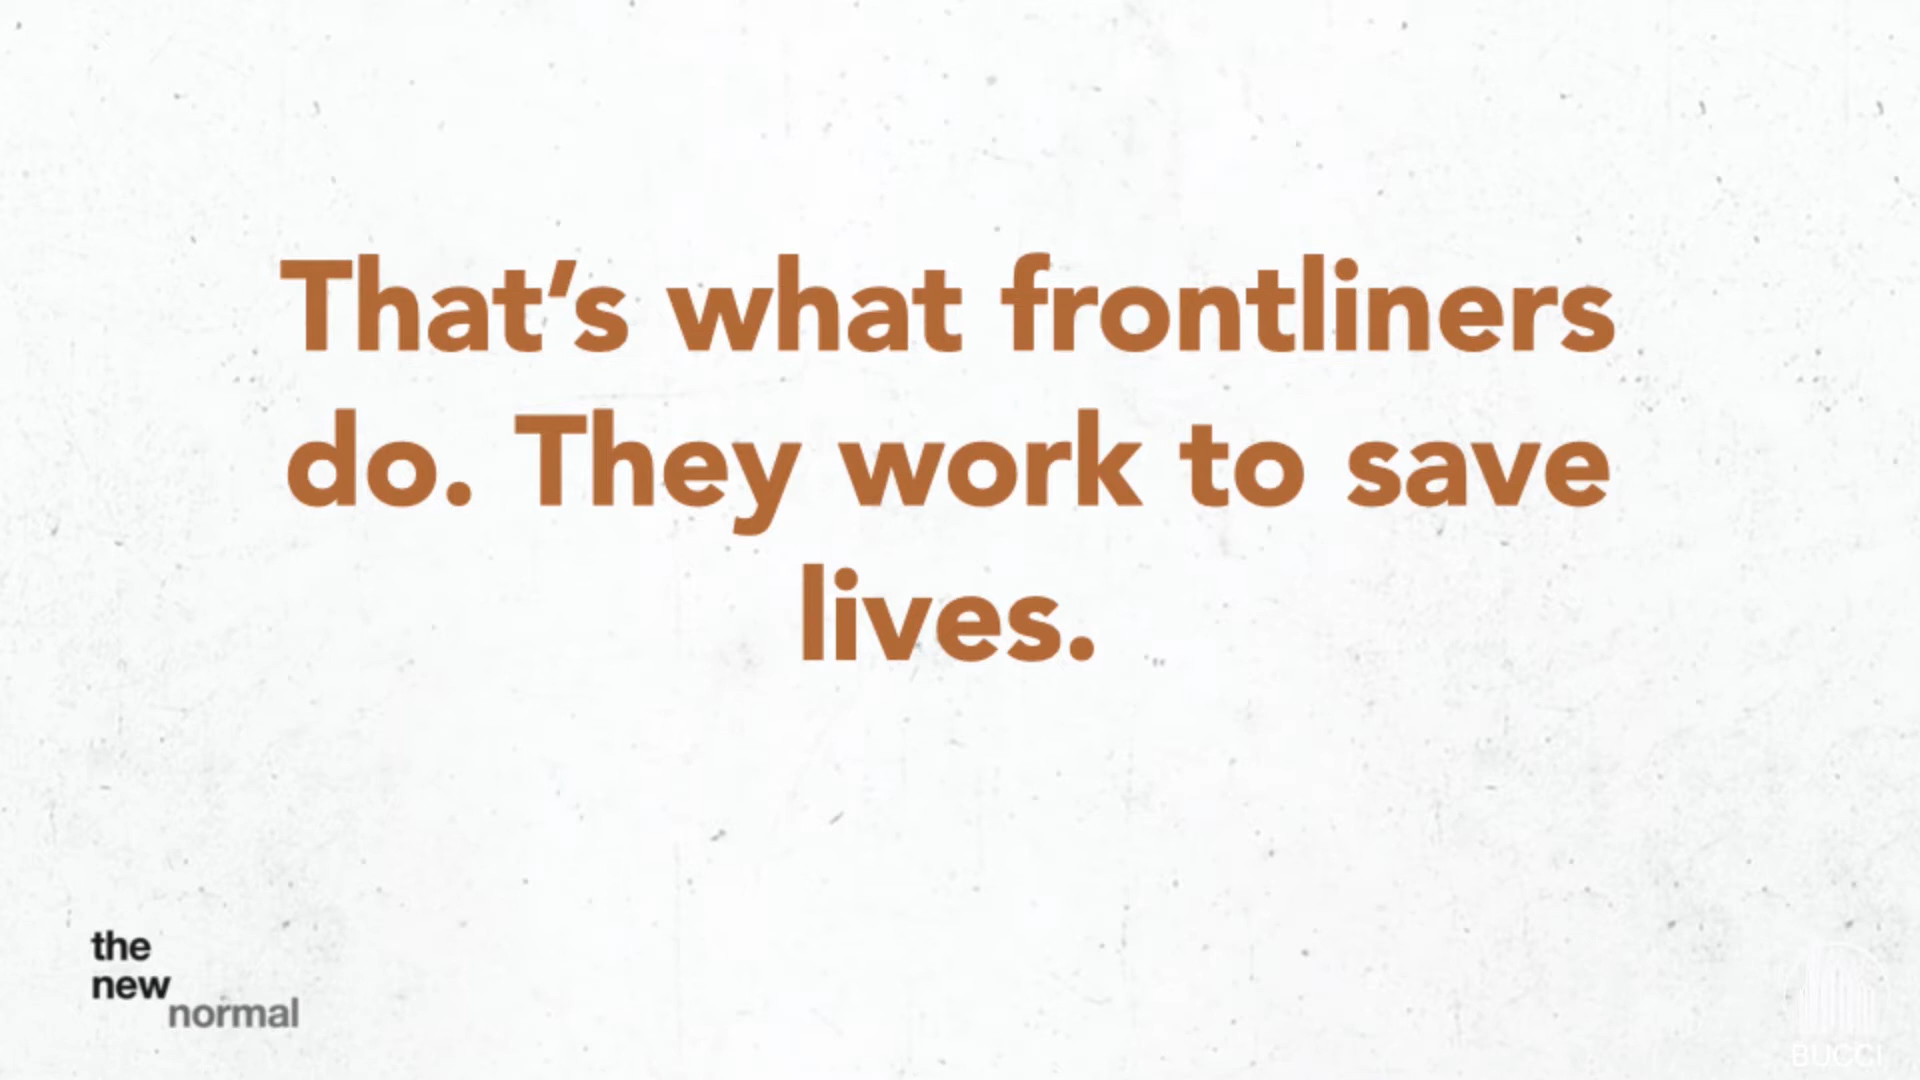 That’s what frontliners
do. They work to save
lives.
the
new
normal
BUCCI